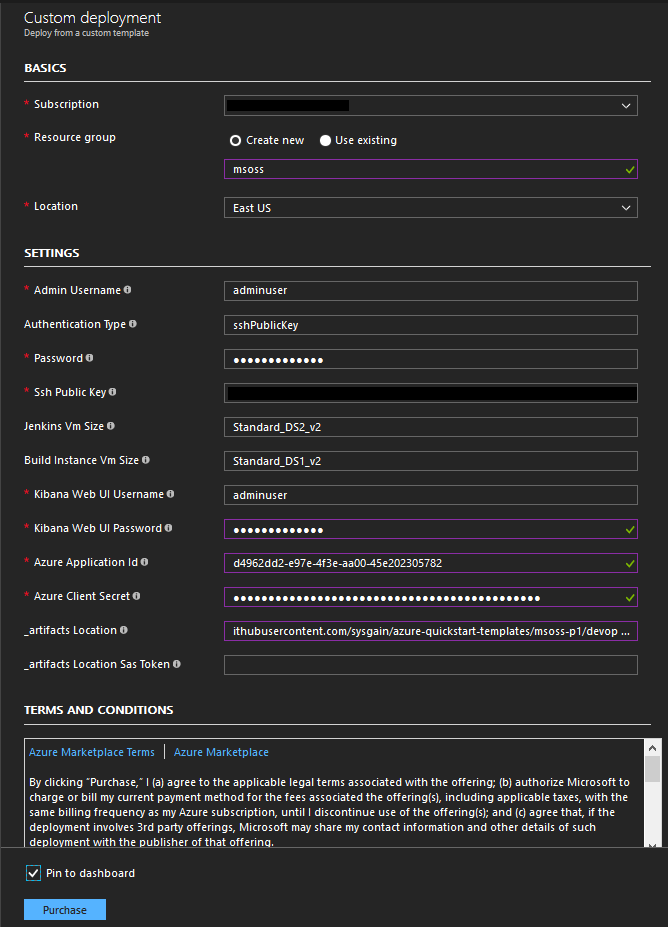 Custom deployment
Deploy from a custom template
BASICS
* Subscription
* Resource group
Create new Use existing
msoss
* Location
East US
SETTINGS
* Admin Username
adminuser
Authentication Type
sshPublicKey
* Password
●●●●●●●●●●●●●
* Ssh Public Key
Jenkins Vm Size
Standard_DS2_v2
Build Instance Vm Size
Standard_DS1_v2
* Kibana Web UI Username
adminuser
* Kibana Web UI Password
●●●●●●●●●●●●●
* Azure Application Id
d4962dd2-e97e-4f3e-aa00-45e202305782
* Azure Client Secret
●●●●●●●●●●●●●●●●●●●●●●●●●●●●●●●●●●●●●●●●●●●●
_artifacts Location
ithubusercontent.com/sysgain/azure-quickstart-templates/msoss-p1/devop ...
_artifacts Location Sas Token
TERMS AND CONDITIONS
Azure Marketplace Terms | Azure Marketplace
By clicking “Purchase,” I (a) agree to the applicable legal terms associated with the offering; (b) authorize Microsoft to
charge or bill my current payment method for the fees associated the offering(s), including applicable taxes, with the
same billing frequency as my Azure subscription, until I discontinue use of the offering(s); and (c) agree that, if the
deployment involves 3rd party offerings, Microsoft may share my contact information and other details of such
deployment with the publisher of that offering.
Pin to dashboard
Purchase